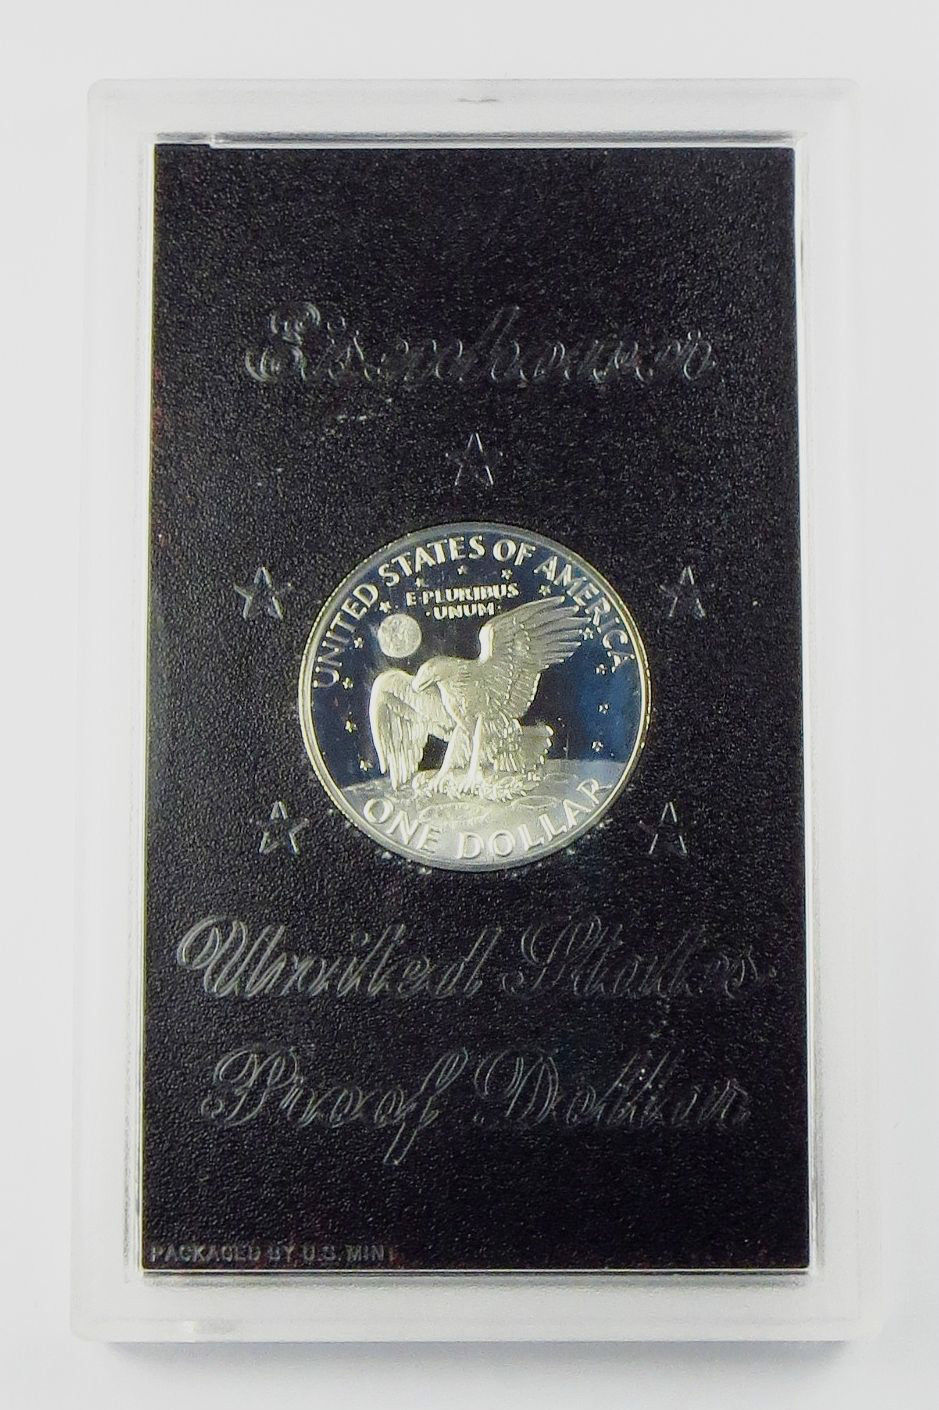 Eisenhower
UNITED STATES OF AMERICA
E·PLURIBUS
·UNUM·
ONE DOLLAR
United States
Proof Dollar
PACKAGED BY U.S. MINT